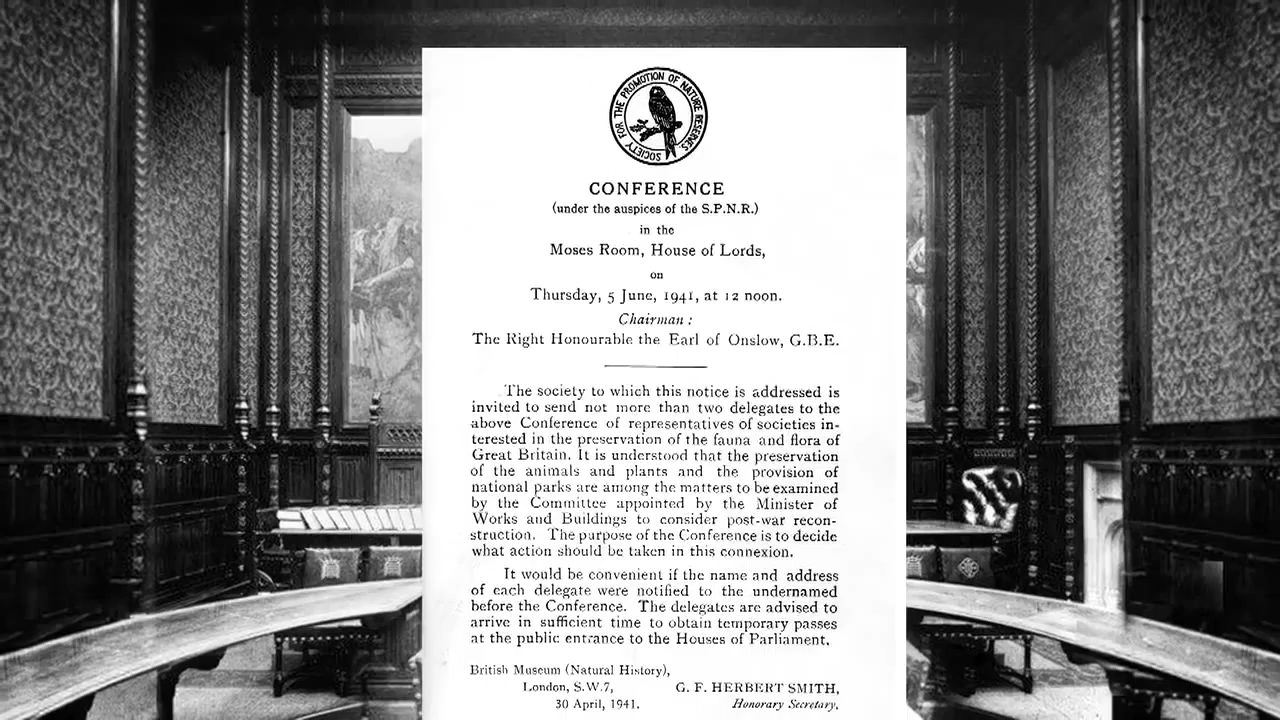 SOCIETY FOR THE PROMOTION OF NATURE RESERVES.
CONFERENCE
(under the auspices of the S.P.N.R.)
in the
Moses Room, House of Lords,
on
Thursday, 5 June, 1941, at 12 noon.
Chairman :
The Right Honourable the Earl of Onslow, G.B.E.
The society to which this notice is addressed is
invited to send not more than two delegates to the
above Conference of representatives of societies in-
terested in the preservation of the fauna and flora of
Great Britain. It is understood that the preservation
of the animals and plants and the provision of
national parks are among the matters to be examined
by the Committee appointed by the Minister of
Works and Buildings to consider post-war recon-
struction. The purpose of the Conference is to decide
what action should be taken in this connexion.
It would be convenient if the name and address
of each delegate were notified to the undernamed
before the Conference. The delegates are advised to
arrive in sufficient time to obtain temporary passes
at the public entrance to the Houses of Parliament.
British Museum (Natural History),
London, S.W.7,
G. F. HERBERT SMITH,
30 April, 1941.
Honorary Secretary.